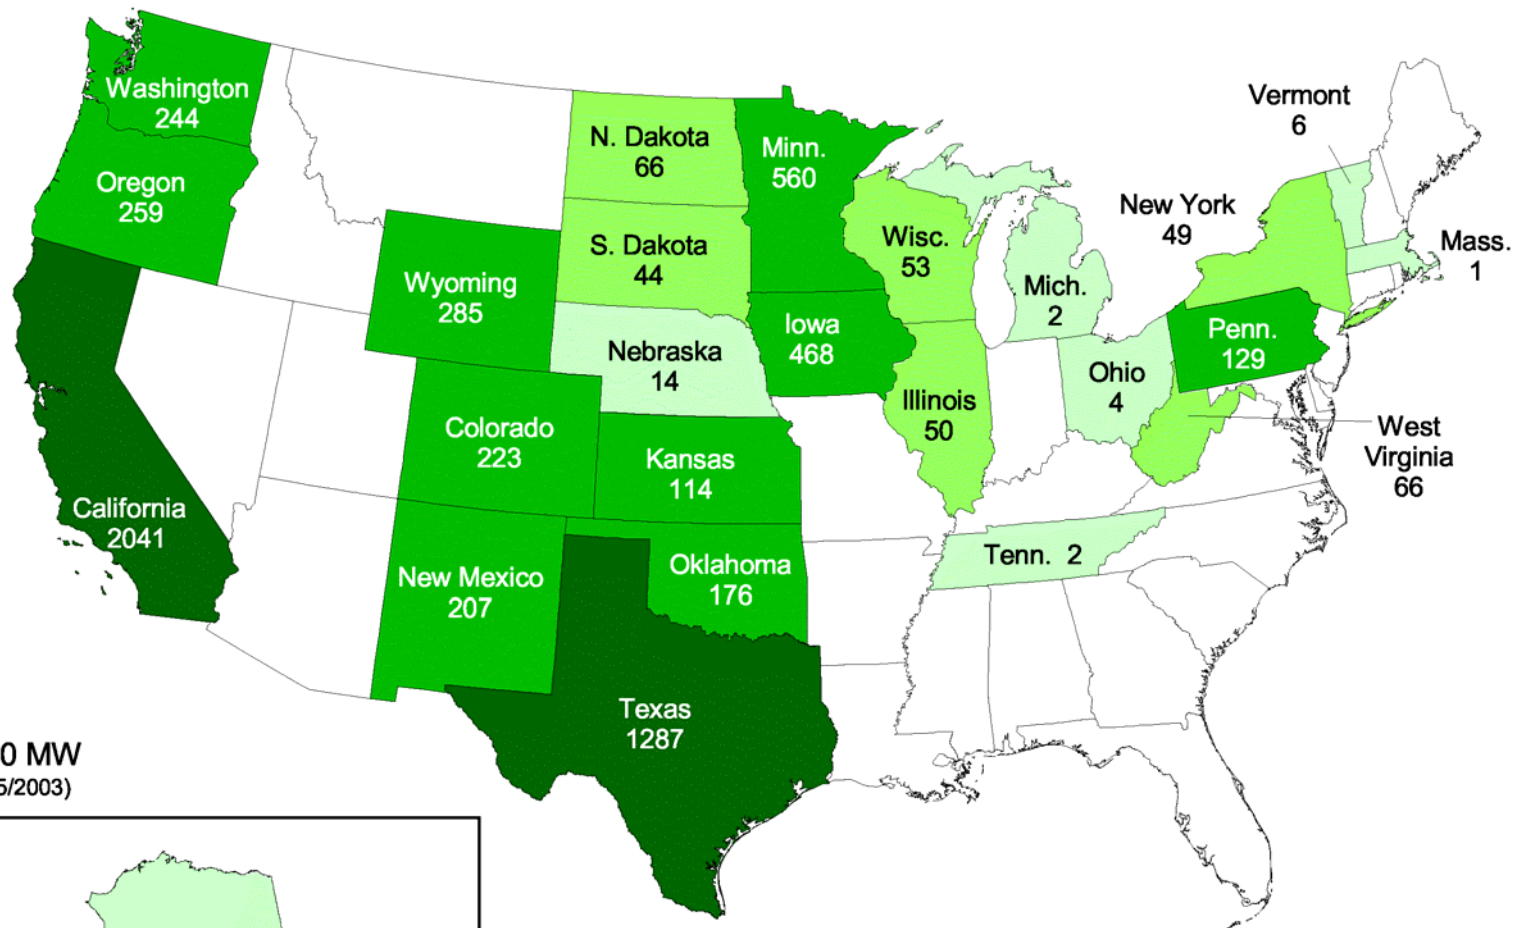 Washington
244
Oregon
259
California
2041
Wyoming
285
Colorado
223
New Mexico
207
N. Dakota
66
S. Dakota
44
Nebraska
14
Kansas
114
Oklahoma
176
Texas
1287
Minn.
560
Iowa
468
Wisc.
53
Illinois
50
Mich.
2
Ohio
4
Tenn. 2
Penn.
129
New York
49
Vermont
6
Mass.
1
West
Virginia
66
0 MW
5/2003)